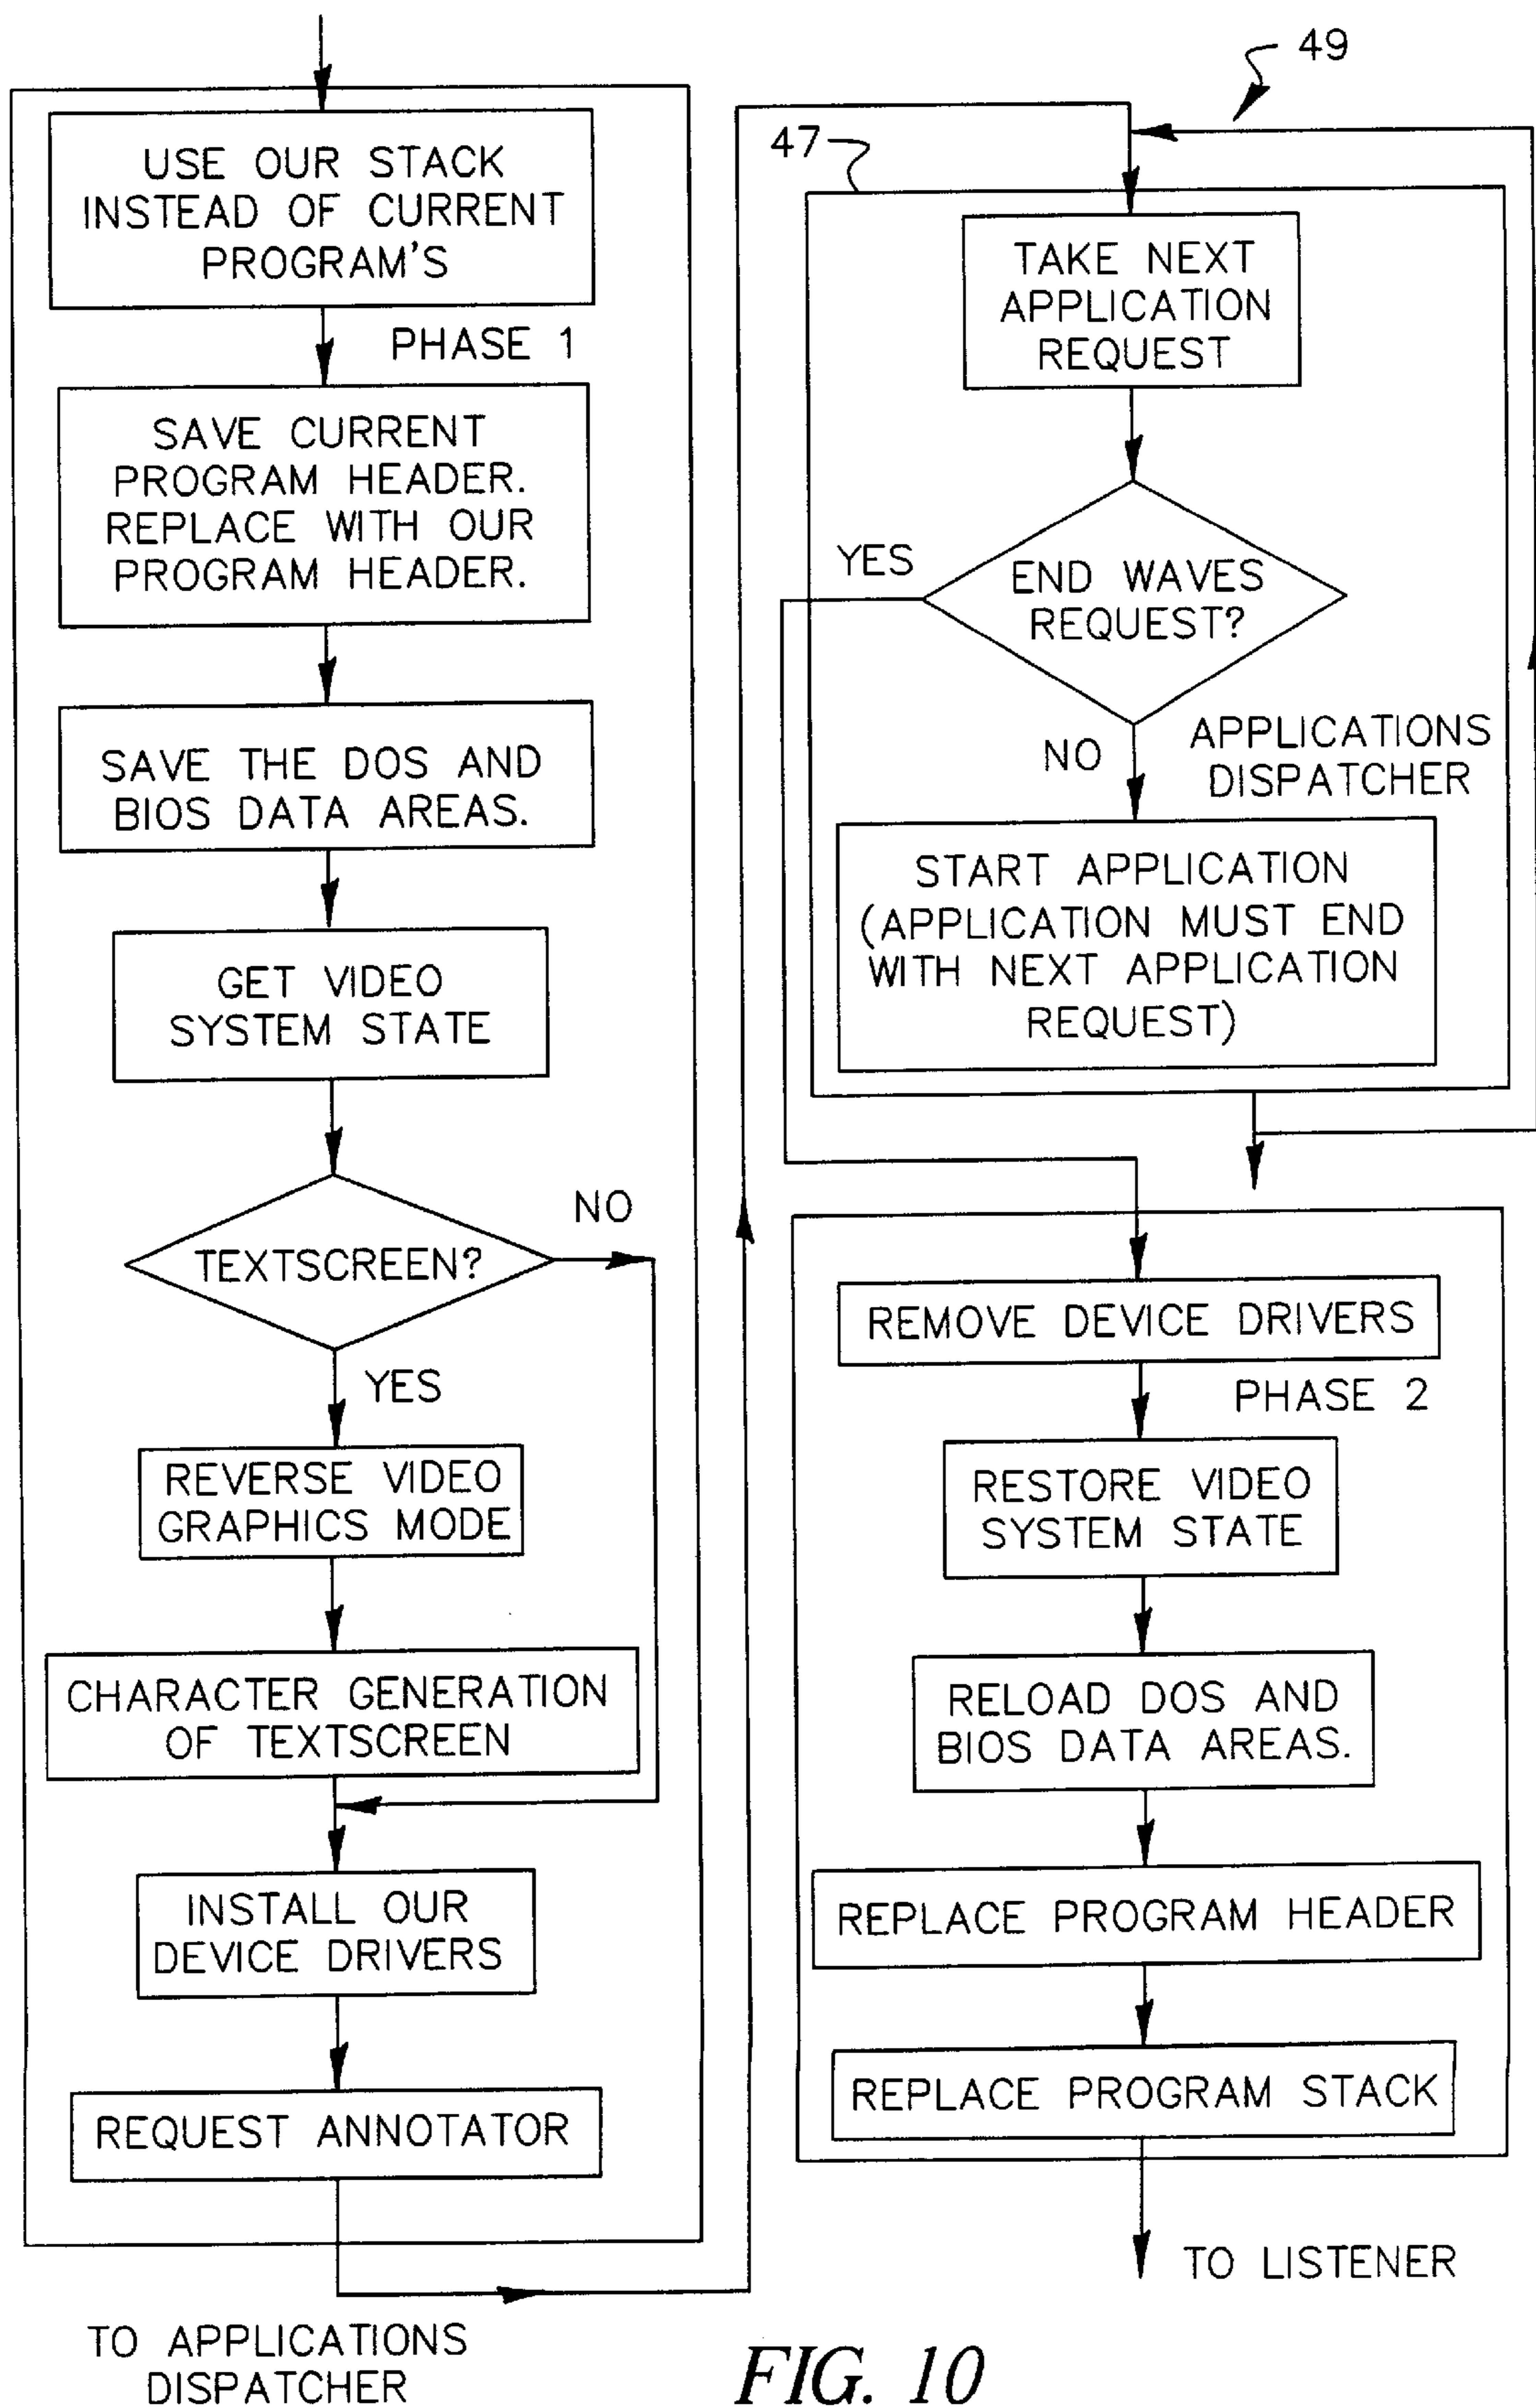 USE OUR STACK
INSTEAD OF CURRENT
PROGRAM'S
PHASE 1
SAVE CURRENT
PROGRAM HEADER.
REPLACE WITH OUR
PROGRAM HEADER.
SAVE THE DOS AND
BIOS DATA AREAS.
GET VIDEO
SYSTEM STATE
TEXTSCREEN?
NO
YES
REVERSE VIDEO
GRAPHICS MODE
CHARACTER GENERATION
OF TEXTSCREEN
INSTALL OUR
DEVICE DRIVERS
REQUEST ANNOTATOR
TO APPLICATIONS
DISPATCHER
49
47
TAKE NEXT
APPLICATION
REQUEST
YES
END WAVES
REQUEST?
NO
APPLICATIONS
DISPATCHER
START APPLICATION
(APPLICATION MUST END
WITH NEXT APPLICATION
REQUEST)
REMOVE DEVICE DRIVERS
PHASE 2
RESTORE VIDEO
SYSTEM STATE
RELOAD DOS AND
BIOS DATA AREAS.
REPLACE PROGRAM HEADER
REPLACE PROGRAM STACK
TO LISTENER
FIG. 10